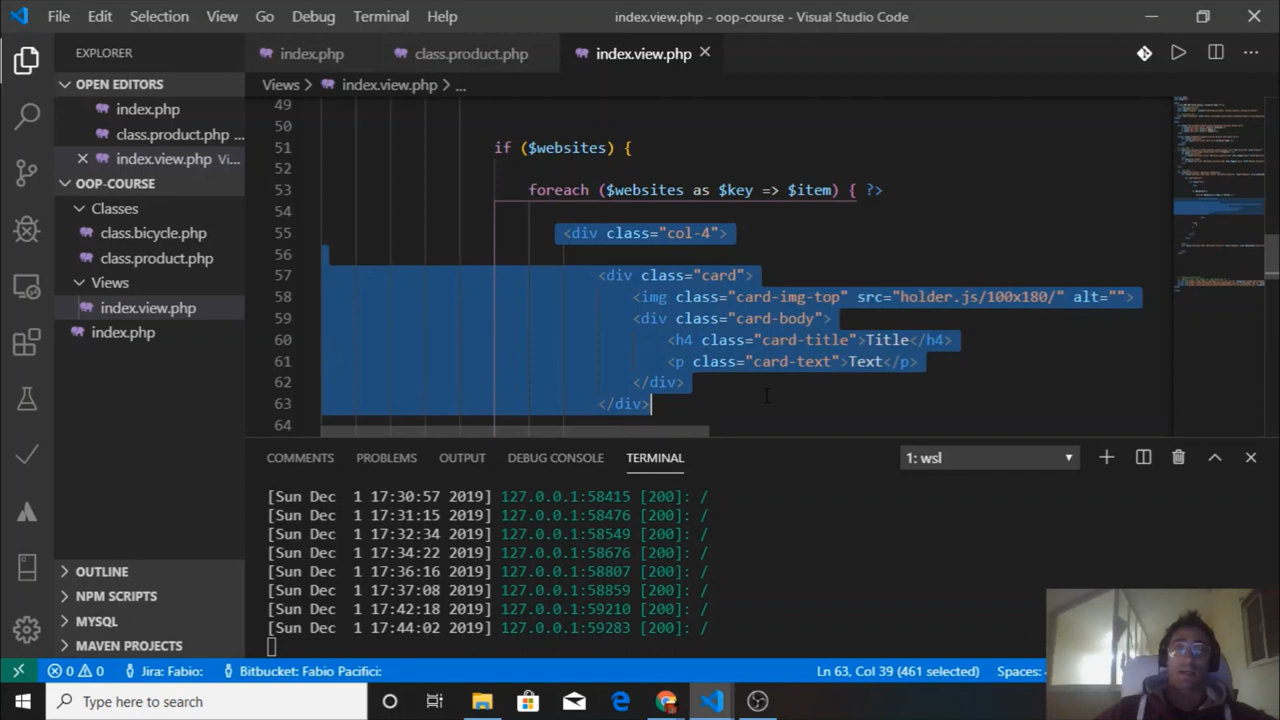 File Edit Selection View Go Debug Terminal Help index.view.php - oop-course - Visual Studio Code
EXPLORER
OPEN EDITORS
index.php
class.product.php ...
index.view.php Vi...
OOP-COURSE
Classes
class.bicycle.php
class.product.php
Views
index.view.php
index.php
OUTLINE
NPM SCRIPTS
MYSQL
MAVEN PROJECTS
index.php class.product.php index.view.php
Views > index.view.php > ...
49
50
51 if ($websites) {
52
53 foreach ($websites as $key => $item) { ?>
54
55 <div class="col-4">
56
57 <div class="card">
58 <img class="card-img-top" src="holder.js/100x180/" alt="">
59 <div class="card-body">
60 <h4 class="card-title">Title</h4>
61 <p class="card-text">Text</p>
62 </div>
63 </div>
64
COMMENTS PROBLEMS OUTPUT DEBUG CONSOLE TERMINAL 1: wsl
[Sun Dec 1 17:30:57 2019] 127.0.0.1:58415 [200]: /
[Sun Dec 1 17:31:15 2019] 127.0.0.1:58476 [200]: /
[Sun Dec 1 17:32:34 2019] 127.0.0.1:58549 [200]: /
[Sun Dec 1 17:34:22 2019] 127.0.0.1:58676 [200]: /
[Sun Dec 1 17:36:16 2019] 127.0.0.1:58807 [200]: /
[Sun Dec 1 17:37:08 2019] 127.0.0.1:58859 [200]: /
[Sun Dec 1 17:42:18 2019] 127.0.0.1:59210 [200]: /
[Sun Dec 1 17:44:02 2019] 127.0.0.1:59283 [200]: /
0 0 Jira: Fabio: Bitbucket: Fabio Pacifici: Ln 63, Col 39 (461 selected) Spaces:
Type here to search